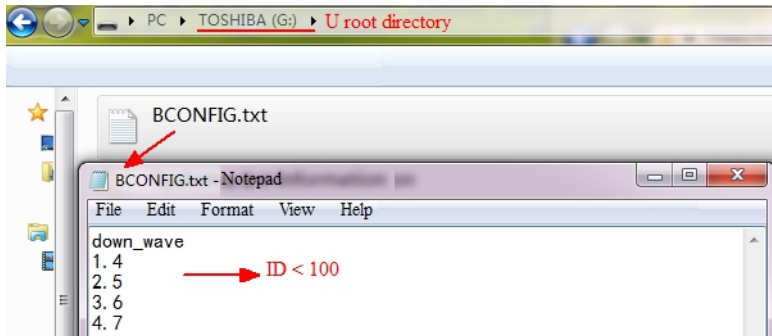 PC TOSHIBA (G:) U root directory
BCONFIG.txt
BCONFIG.txt - Notepad
File Edit Format View Help
down_wave
1. 4
ID < 100
2. 5
3. 6
4. 7